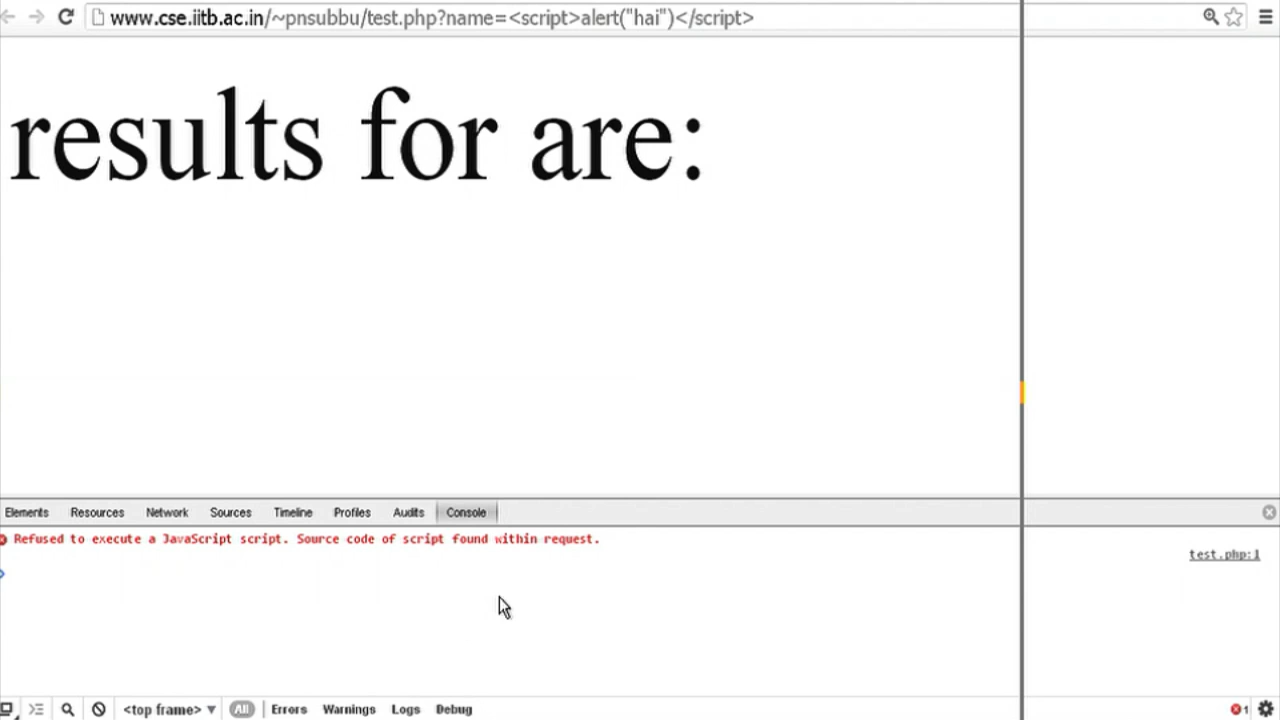 www.cse.iitb.ac.in/~pnsubbu/test.php?name=<script>alert("hai")</script>
results for are:
Elements Resources Network Sources Timeline Profiles Audits Console
Refused to execute a JavaScript script. Source code of script found within request.
test.php:1
<top frame> All Errors Warnings Logs Debug 1